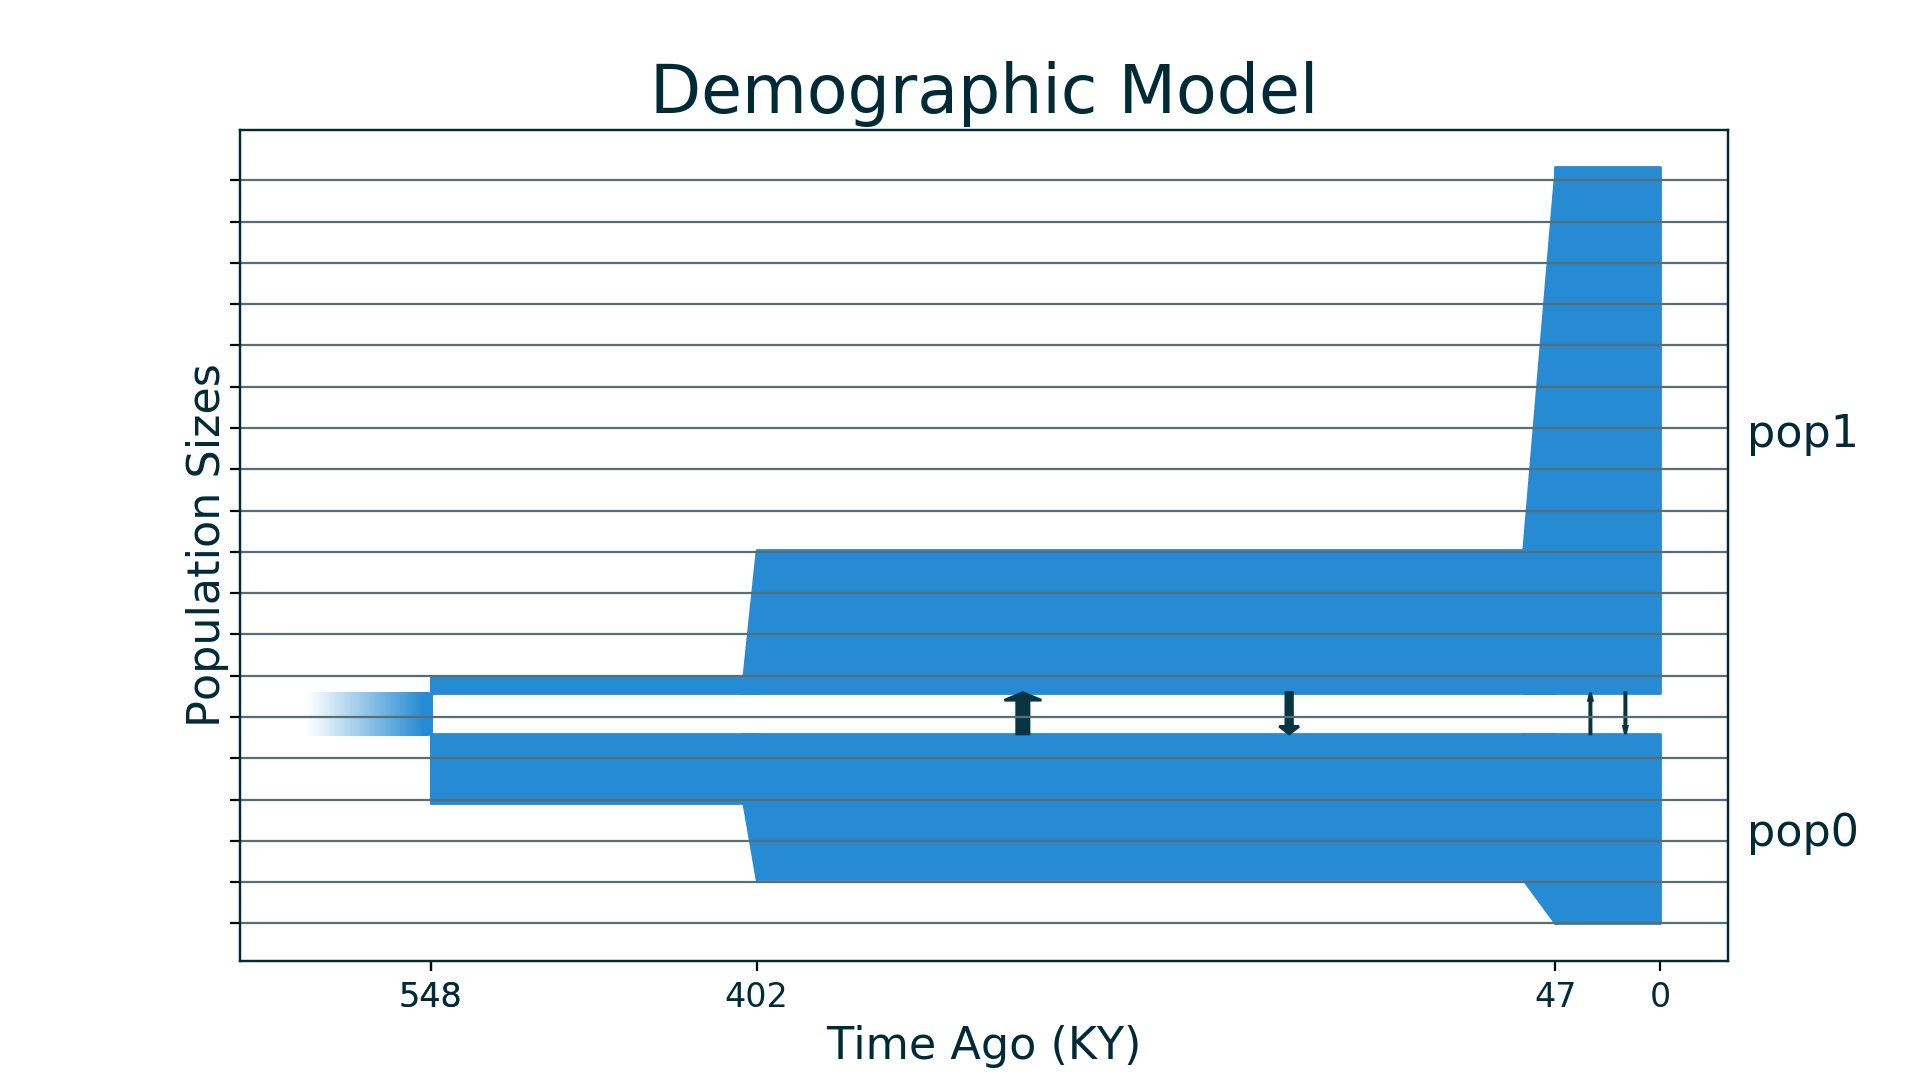 Demographic Model
Population Sizes
pop1
pop0
548
402
47
0
Time Ago (KY)